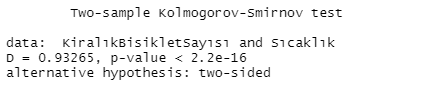 Two-sample Kolmogorov-Smirnov test
data:  KiralıkBisikletSayısı and Sıcaklık
D = 0.93265, p-value < 2.2e-16
alternative hypothesis: two-sided